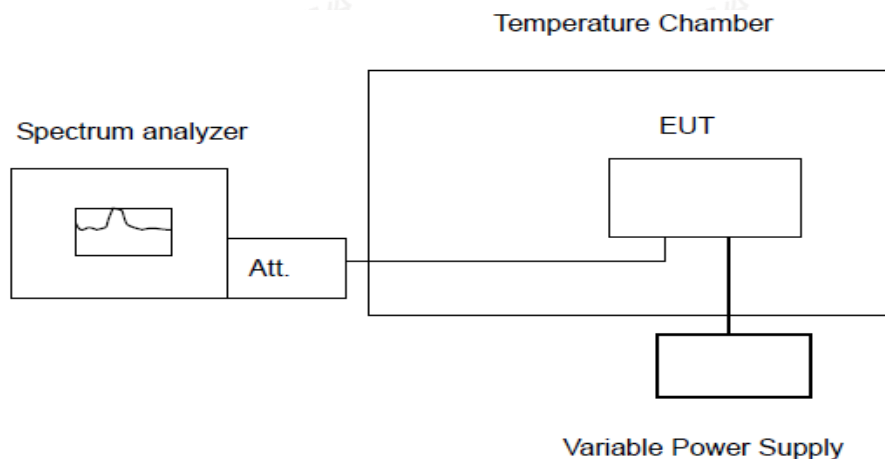 Temperature Chamber
Spectrum analyzer
EUT
Att.
Variable Power Supply